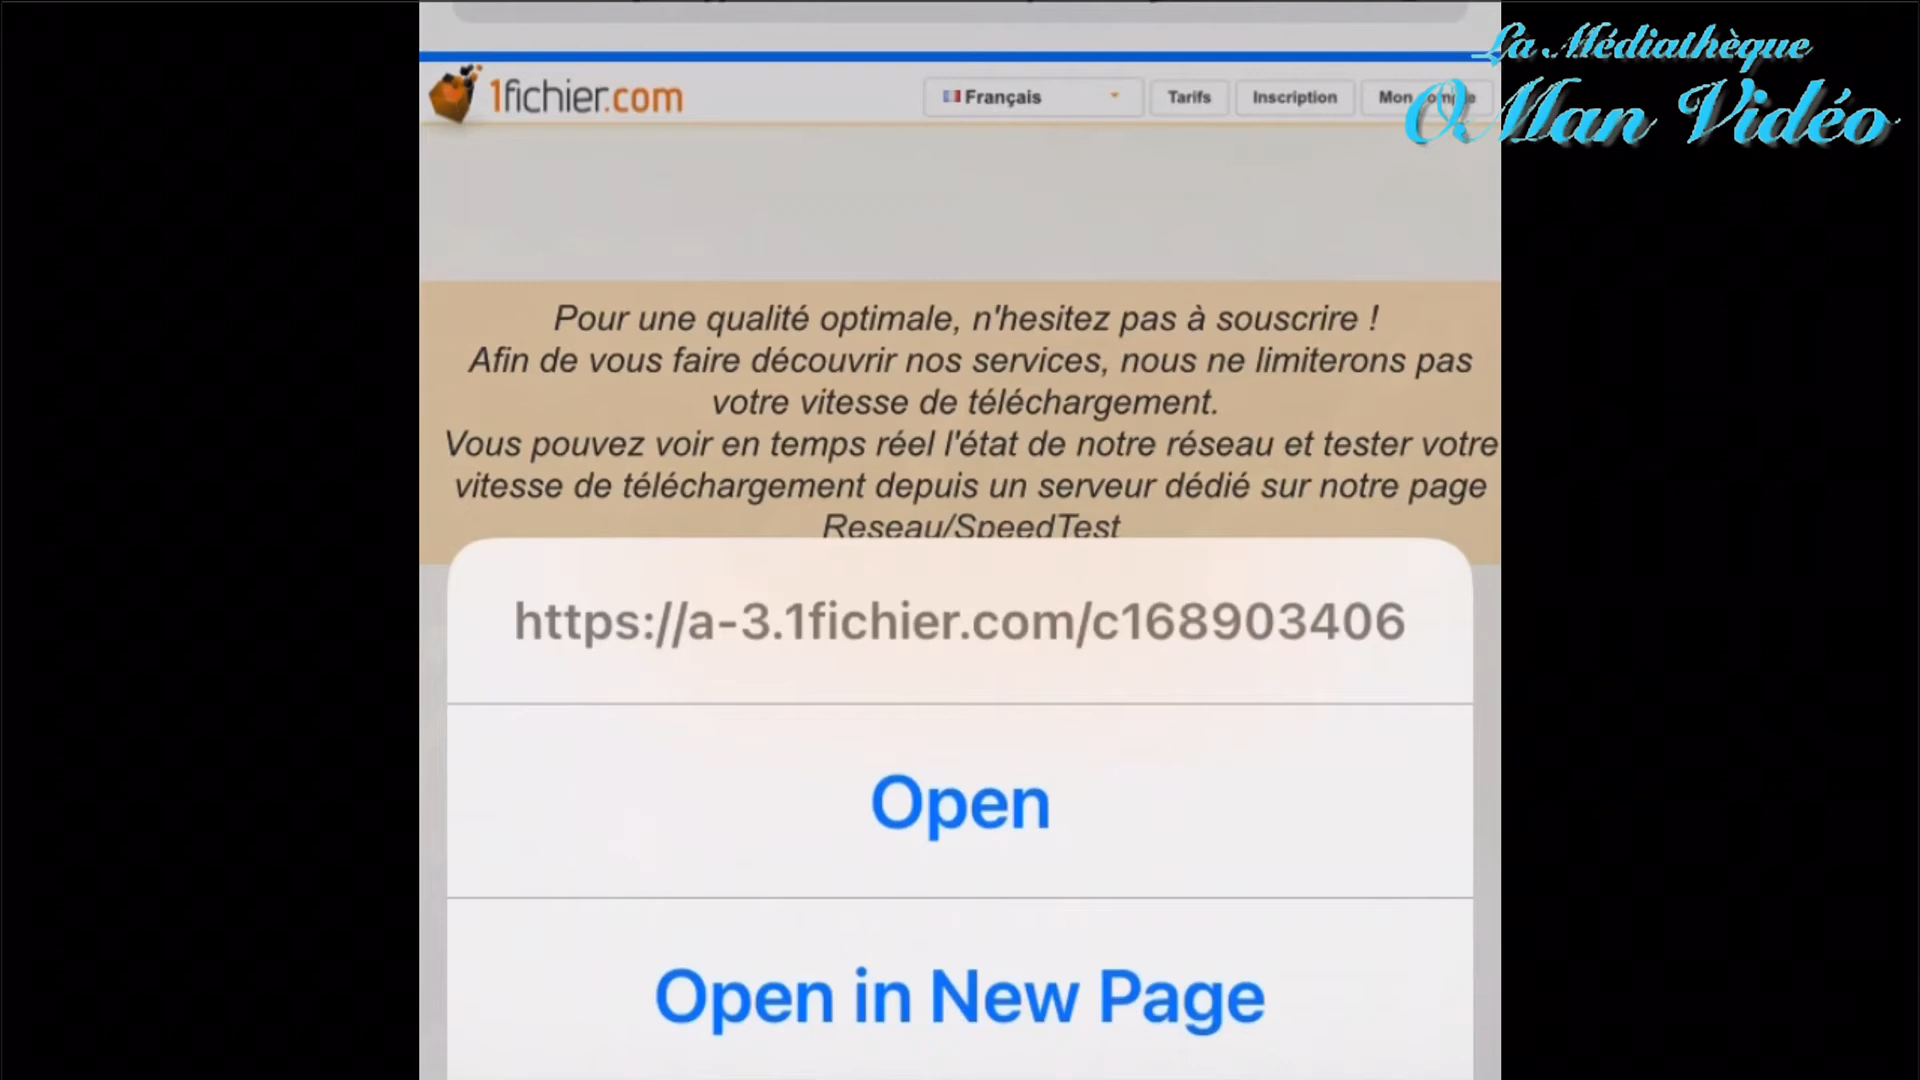 La Médiathèque
OMan Vidéo
1fichier.com
Français
Tarifs
Inscription
Mon compte
Pour une qualité optimale, n'hesitez pas à souscrire !
Afin de vous faire découvrir nos services, nous ne limiterons pas
votre vitesse de téléchargement.
Vous pouvez voir en temps réel l'état de notre réseau et tester votre
vitesse de téléchargement depuis un serveur dédié sur notre page
Reseau/SpeedTest
https://a-3.1fichier.com/c168903406
Open
Open in New Page